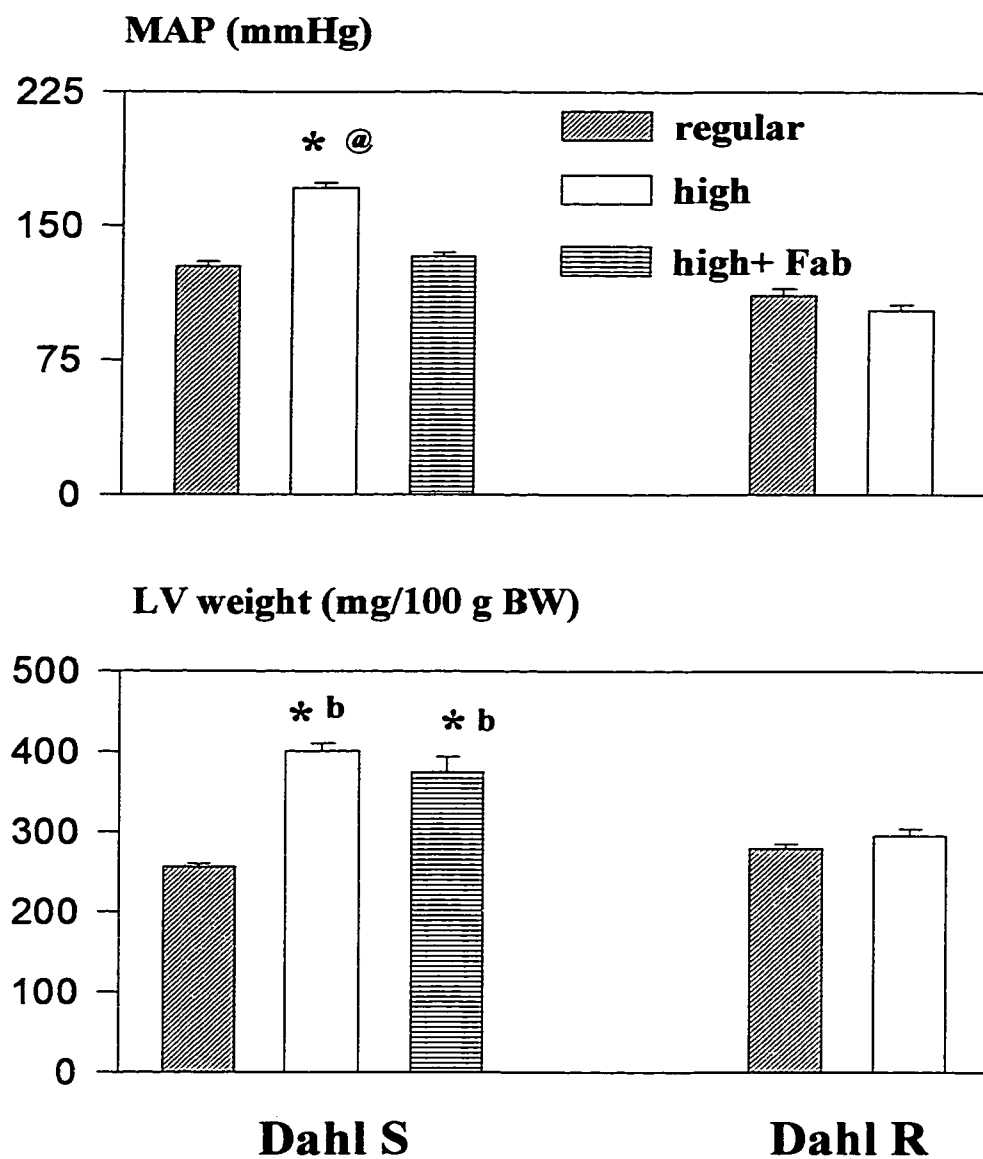 MAP (mmHg)
225
150
75
0
* @
regular
high
high+ Fab
LV weight (mg/100 g BW)
500
400
300
200
100
0
* b
* b
Dahl S
Dahl R